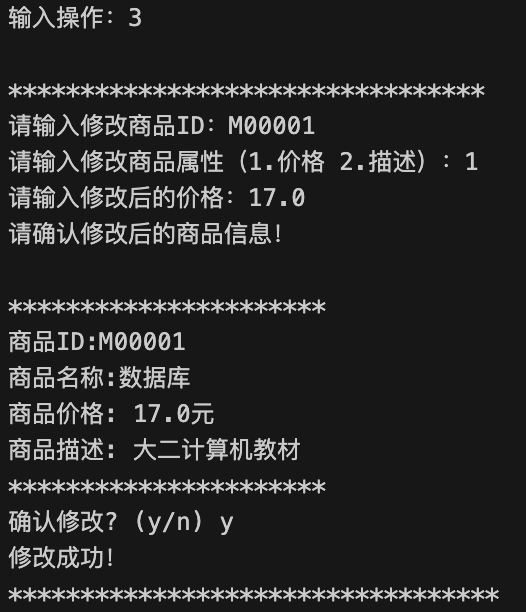 输入操作：3
*********************************
请输入修改商品ID：M00001
请输入修改商品属性（1.价格 2.描述）：1
请输入修改后的价格：17.0
请确认修改后的商品信息！
**********************
商品ID:M00001
商品名称:数据库
商品价格: 17.0元
商品描述: 大二计算机教材
**********************
确认修改？(y/n) y
修改成功！
**********************************